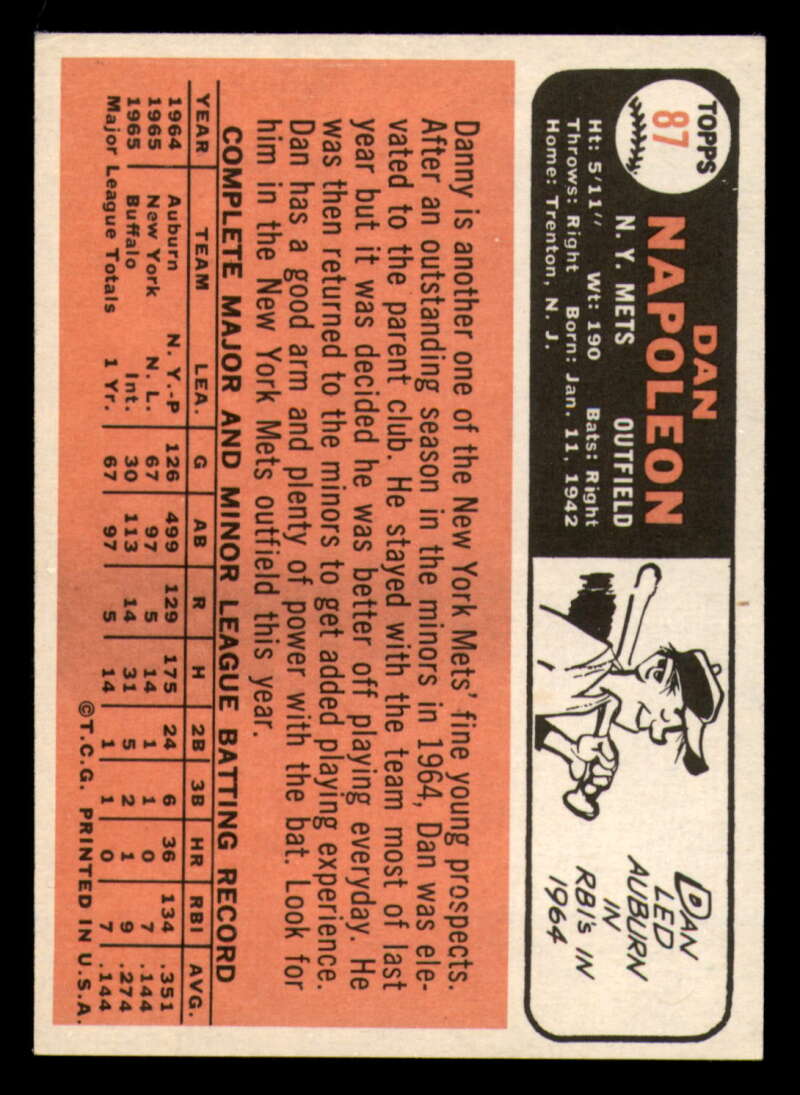 TOPPS
87
DAN
NAPOLEON
N.Y. METS OUTFIELD
Ht: 5'11" Wt: 190 Bats: Right
Throws: Right Born: Jan. 11, 1942
Home: Trenton, N. J.
DAN
LED
AUBURN
IN
RBI's IN
1964
Danny is another one of the New York Mets' fine young prospects.
After an outstanding season in the minors in 1964, Dan was ele-
vated to the parent club. He stayed with the team most of last
year but it was decided he was better off playing everyday. He
was then returned to the minors to get added playing experience.
Dan has a good arm and plenty of power with the bat. Look for
him in the New York Mets outfield this year.
COMPLETE MAJOR AND MINOR LEAGUE BATTING RECORD
YEAR TEAM LEA. G AB R H 2B 3B HR RBI AVG.
1964 Auburn N. Y.-P 126 499 129 175 24 6 36 134 .351
1965 New York N. L. 67 97 5 14 1 1 0 7 .144
1965 Buffalo Int. 30 113 14 31 5 2 1 9 .274
Major League Totals 1 Yr. 67 97 5 14 1 1 0 7 .144
©T.C.G. PRINTED IN U.S.A.